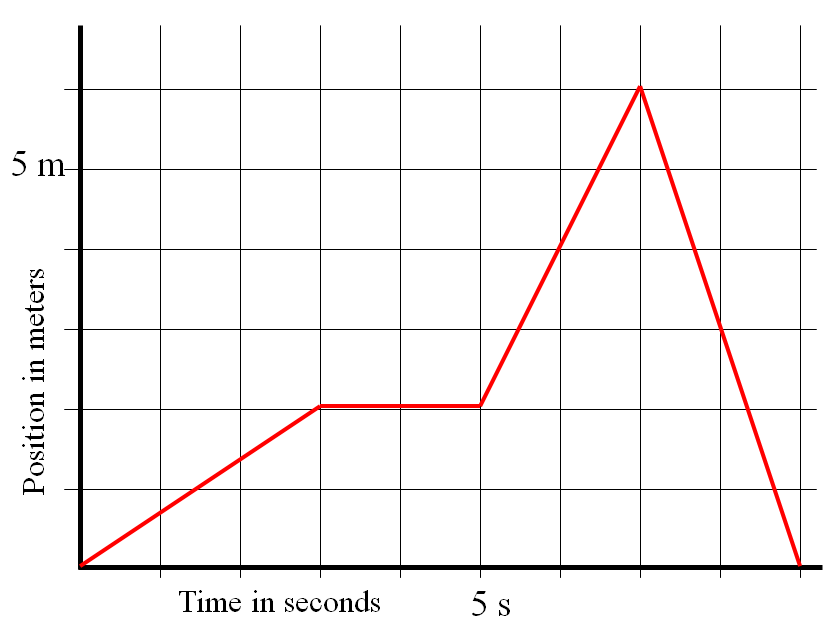 5 m
Position in meters
Time in seconds
5 s